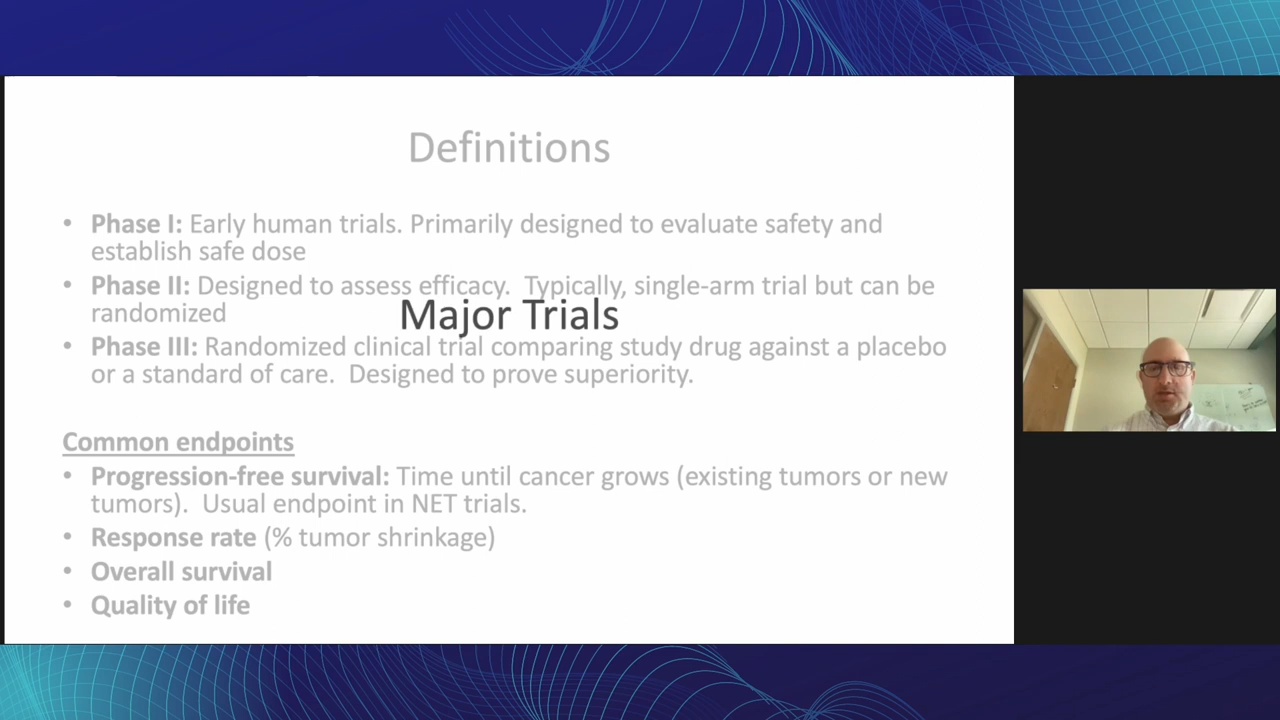 Definitions
• Phase I: Early human trials. Primarily designed to evaluate safety and
establish safe dose
• Phase II: Designed to assess efficacy.  Typically, single-arm trial but can be
randomized
Major Trials
• Phase III: Randomized clinical trial comparing study drug against a placebo
or a standard of care.  Designed to prove superiority.
Common endpoints
• Progression-free survival: Time until cancer grows (existing tumors or new
tumors).  Usual endpoint in NET trials.
• Response rate (% tumor shrinkage)
• Overall survival
• Quality of life